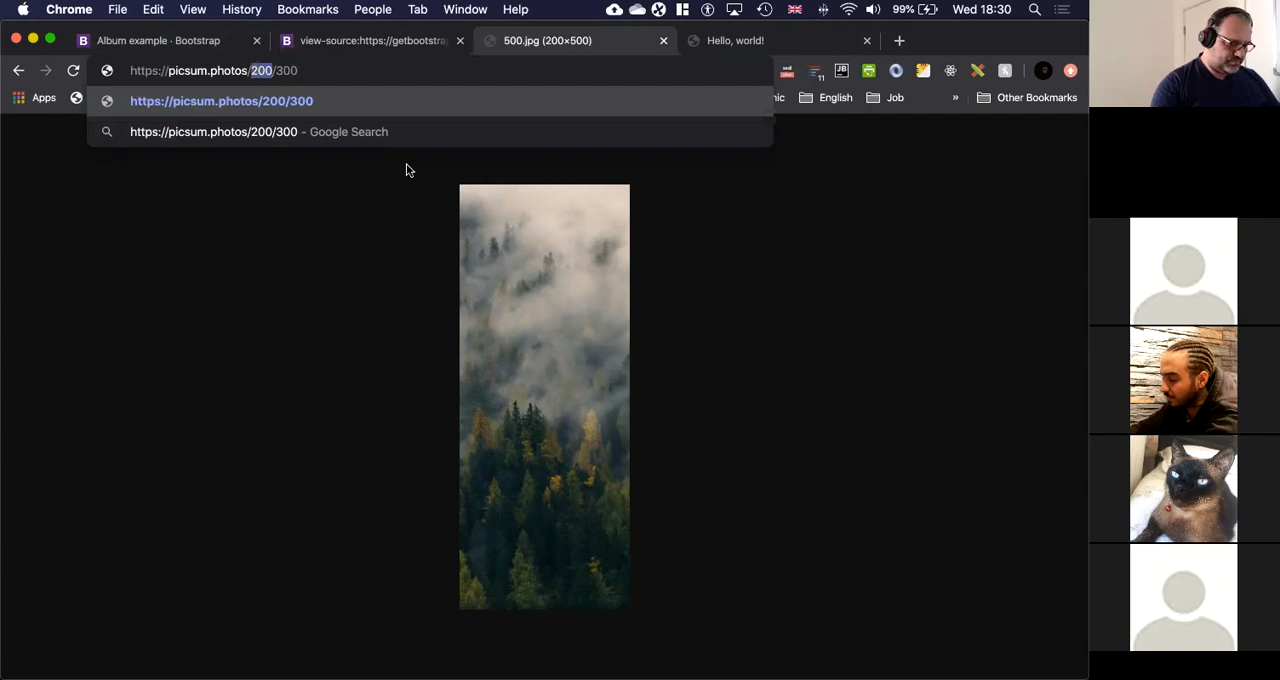 Chrome File Edit View History Bookmarks People Tab Window Help 99% Wed 18:30
Album example · Bootstrap
view-source:https://getbootstra
500.jpg (200×500)
Hello, world!
https://picsum.photos/200/300
11
JB
Apps
English
Job
»
Other Bookmarks
https://picsum.photos/200/300
https://picsum.photos/200/300 - Google Search